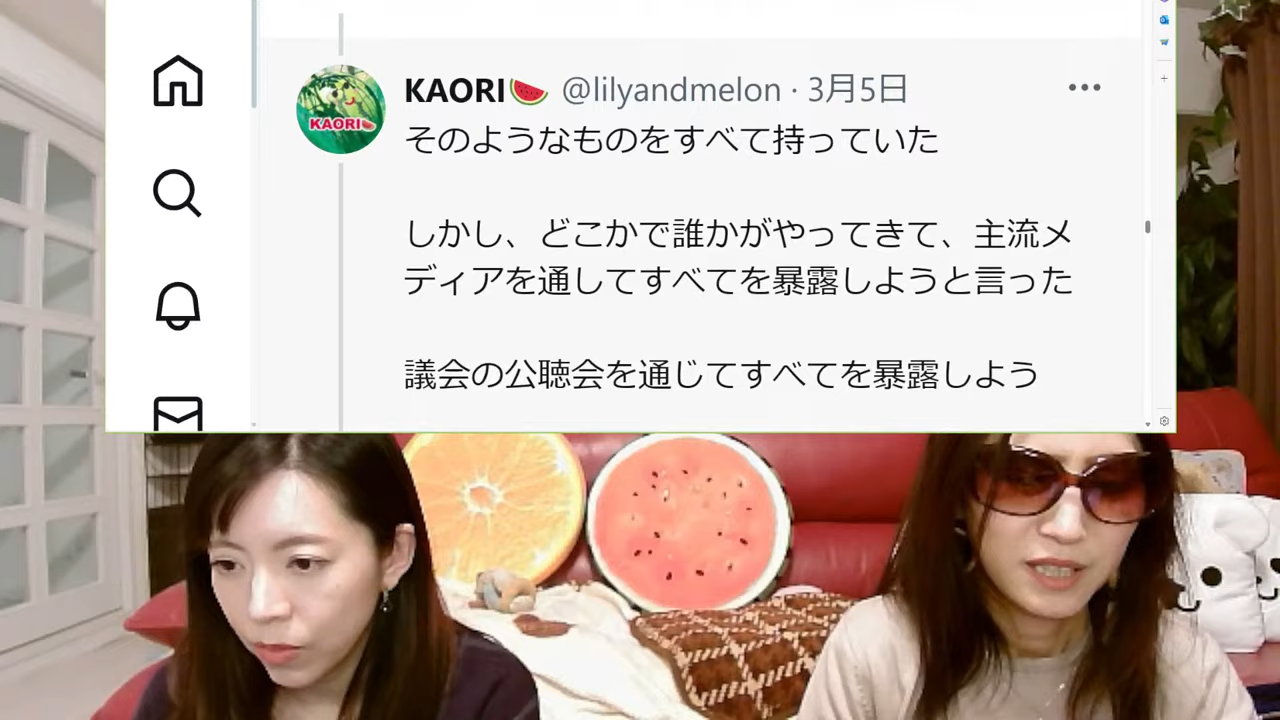 KAORI🍉 @lilyandmelon · 3月5日
KAORI
そのようなものをすべて持っていた
しかし、どこかで誰かがやってきて、主流メ
ディアを通してすべてを暴露しようと言った
議会の公聴会を通じてすべてを暴露しよう